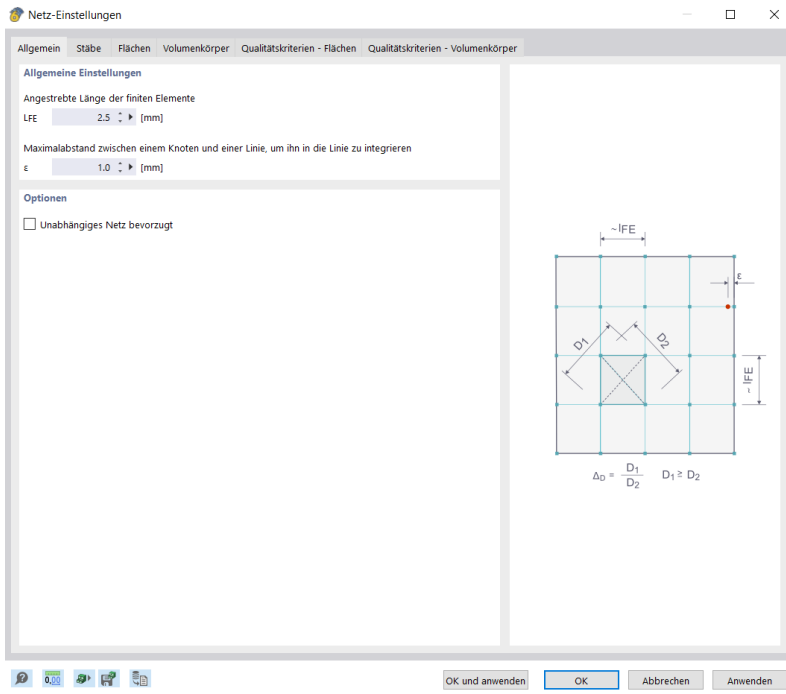 Netz-Einstellungen
Allgemein Stäbe Flächen Volumenkörper Qualitätskriterien - Flächen Qualitätskriterien - Volumenkörper
Allgemeine Einstellungen
Angestrebte Länge der finiten Elemente
LFE 2.5 [mm]
Maximalabstand zwischen einem Knoten und einer Linie, um ihn in die Linie zu integrieren
ε 1.0 [mm]
Optionen
Unabhängiges Netz bevorzugt
~lFE
ε
D1
D2
~ lFE
ΔD = D1 / D2 D1 ≥ D2
0,00
OK und anwenden OK Abbrechen Anwenden